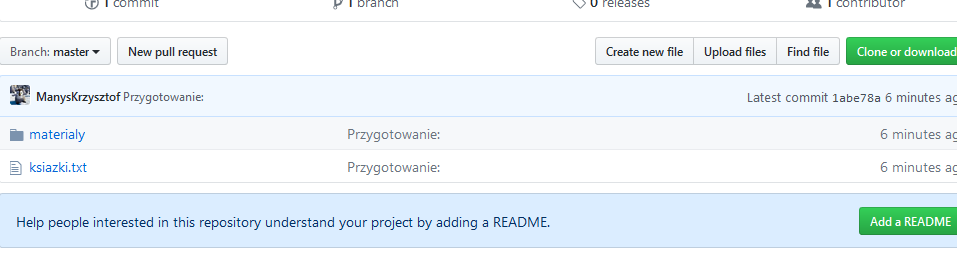 1 commit 1 branch 0 releases 1 contributor
Branch: master New pull request Create new file Upload files Find file Clone or download
ManysKrzysztof Przygotowanie: Latest commit 1abe78a 6 minutes ag
materialy Przygotowanie: 6 minutes ag
ksiazki.txt Przygotowanie: 6 minutes ag
Help people interested in this repository understand your project by adding a README. Add a README